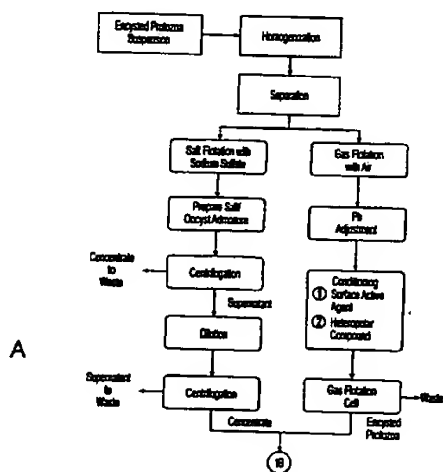 Encysted Protozoa
Suspension
Homogenization
Separation
Salt Flotation with
Sodium Sulfate
Gas Flotation
with Air
Prepare Salt/
Oocyst Admixture
Ph
Adjustment
Concentrate
to
Waste
Centrifugation
Conditioning
1 Surface Active
Agent
2 Heteropolar
Compound
Supernatant
Dilution
A
Supernatant
to
Waste
Centrifugation
Gas Flotation
Cell
Waste
Concentrate
Encysted
Protozoa
1B